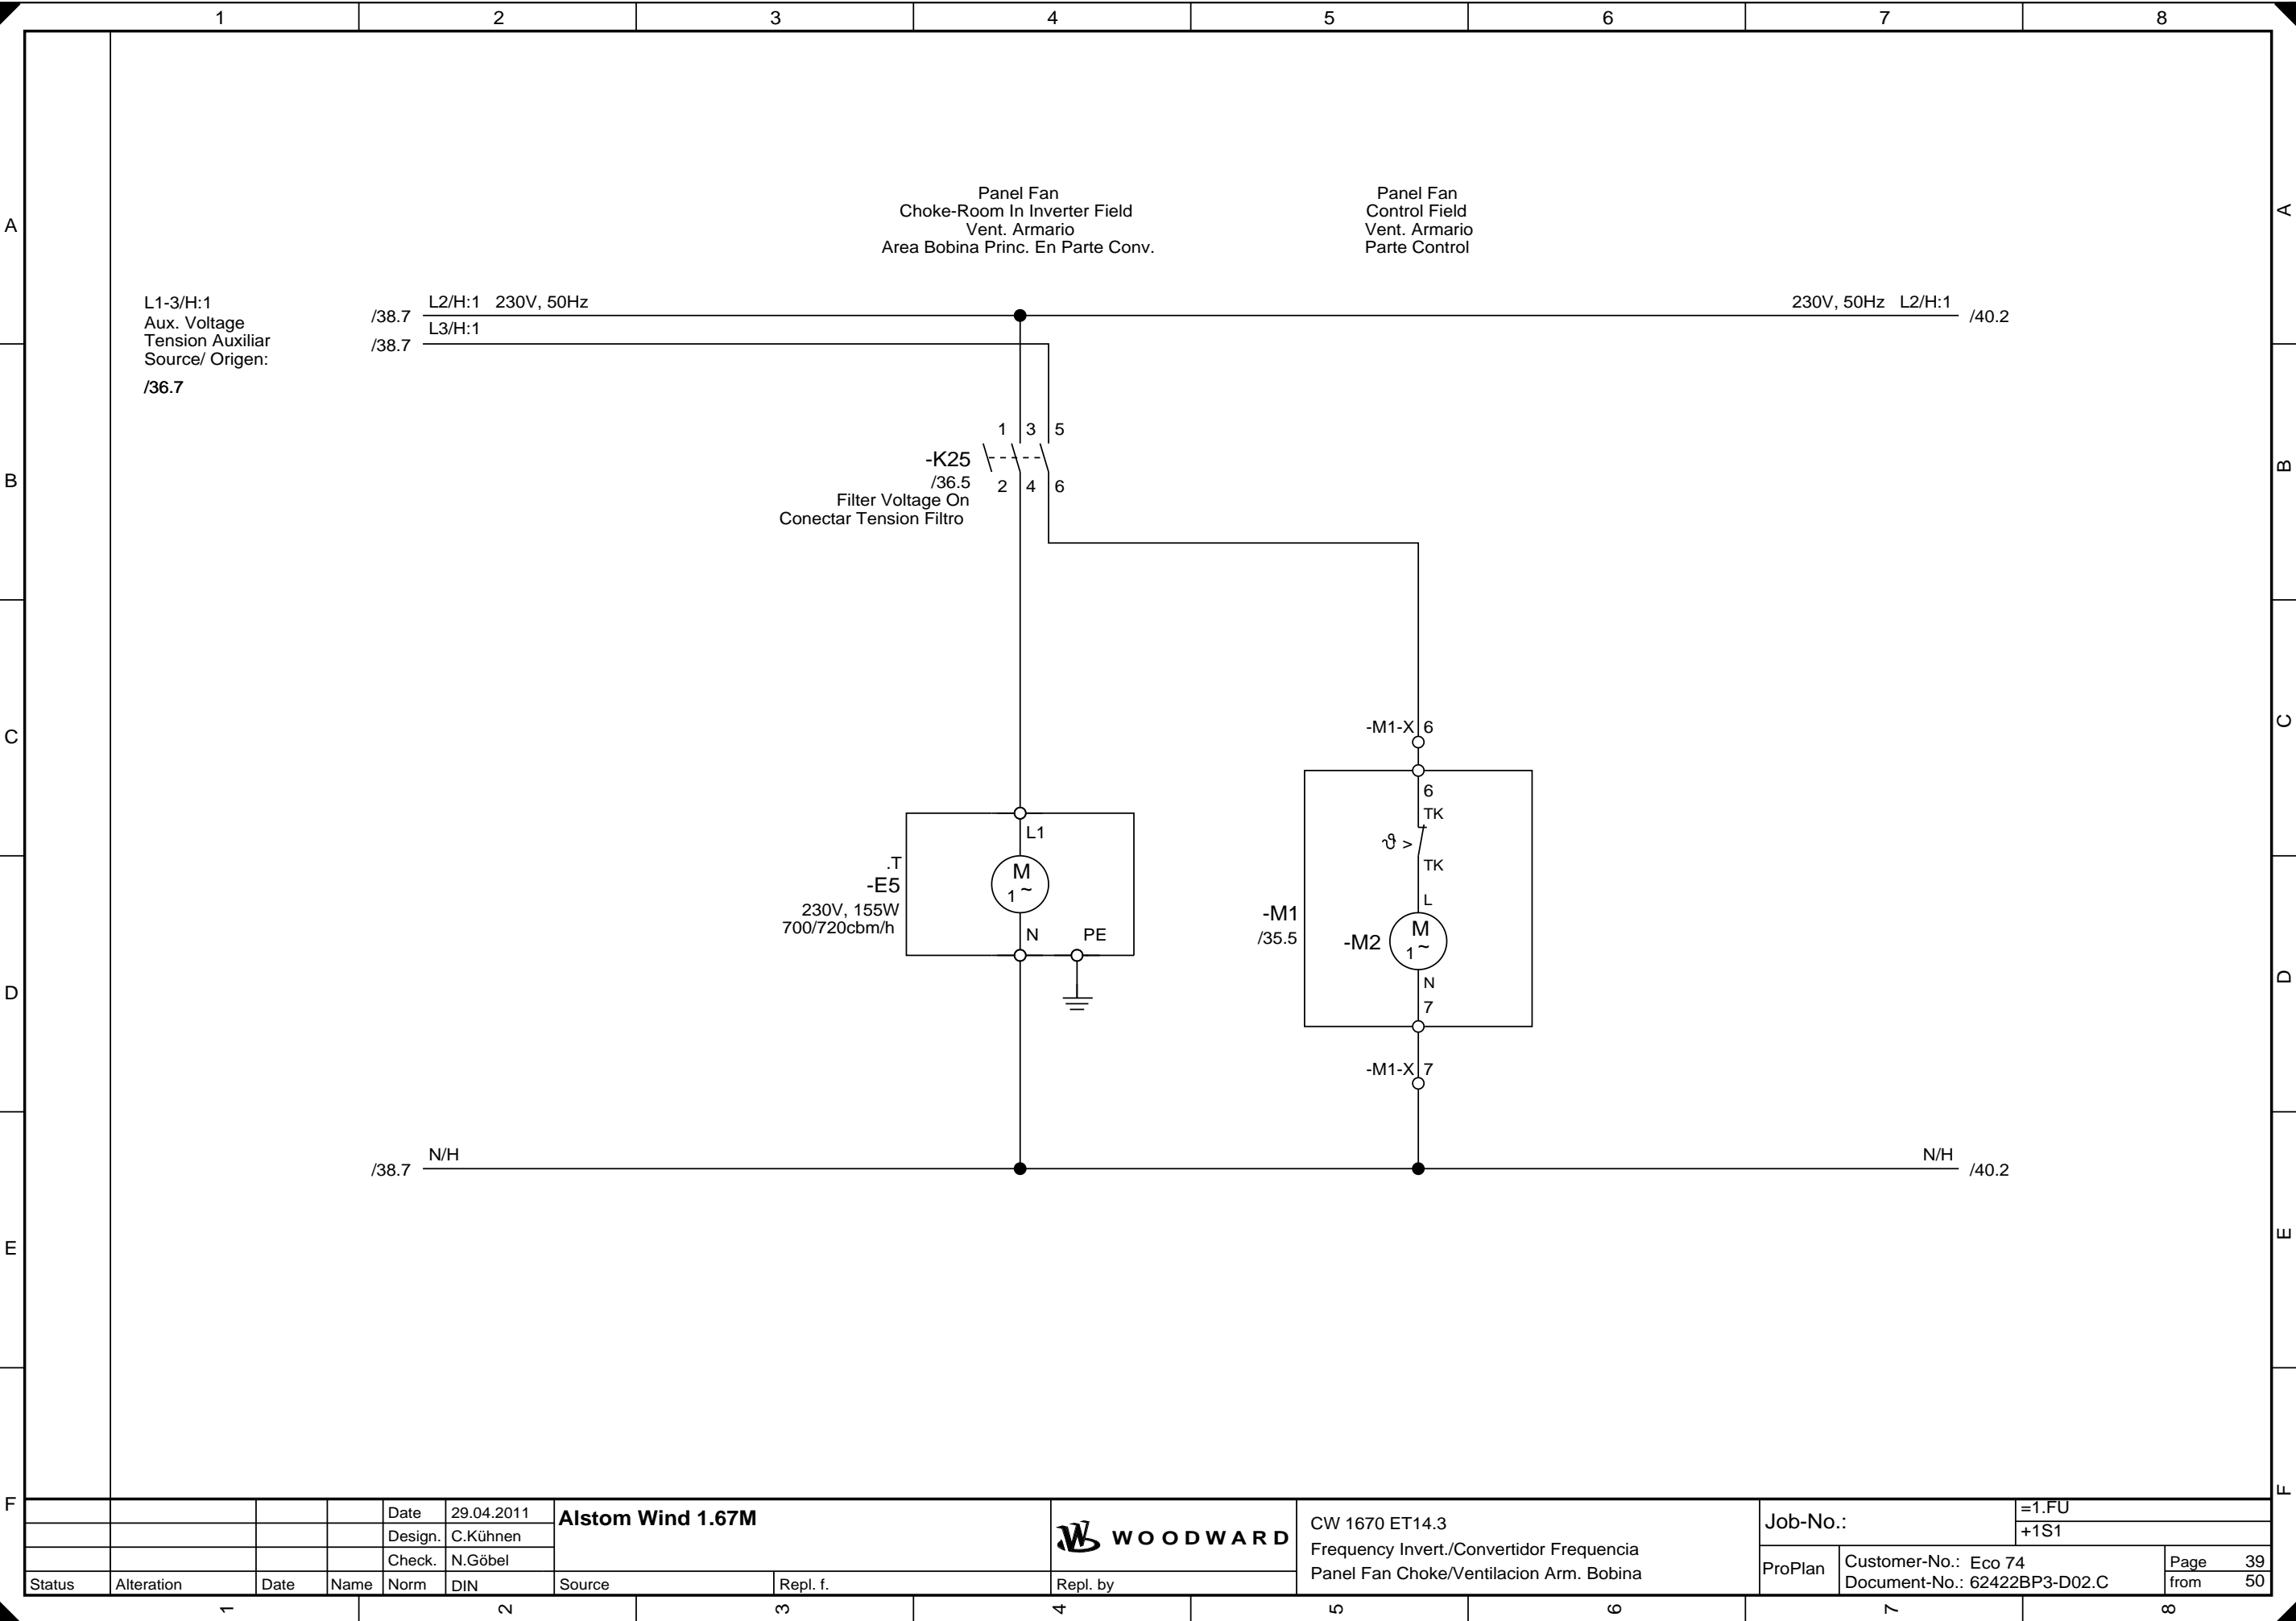 1 2 3 4 5 6 7 8
Panel Fan
Choke-Room In Inverter Field
Vent. Armario
Area Bobina Princ. En Parte Conv.
Panel Fan
Control Field
Vent. Armario
Parte Control
A
A
L1-3/H:1
Aux. Voltage
Tension Auxiliar
Source/ Origen:
/36.7
/38.7
L2/H:1 230V, 50Hz
230V, 50Hz L2/H:1
/40.2
/38.7
L3/H:1
1 3 5
-K25
/36.5
2 4 6
Filter Voltage On
Conectar Tension Filtro
B
B
C
C
-M1-X 6
6
TK
ϑ >
TK
L
-M1
/35.5
-M2
M
1 ~
N
7
-M1-X 7
L1
.T
-E5
230V, 155W
700/720cbm/h
M
1 ~
N
PE
D
D
/38.7
N/H
N/H
/40.2
E
E
F
F
Date 29.04.2011
Design. C.Kühnen
Check. N.Göbel
Status Alteration Date Name Norm DIN
Alstom Wind 1.67M
Source
Repl. f.
Repl. by
WOODWARD
CW 1670 ET14.3
Frequency Invert./Convertidor Frequencia
Panel Fan Choke/Ventilacion Arm. Bobina
Job-No.:
=1.FU
+1S1
ProPlan
Customer-No.: Eco 74
Document-No.: 62422BP3-D02.C
Page 39
from 50
1 2 3 4 5 6 7 8